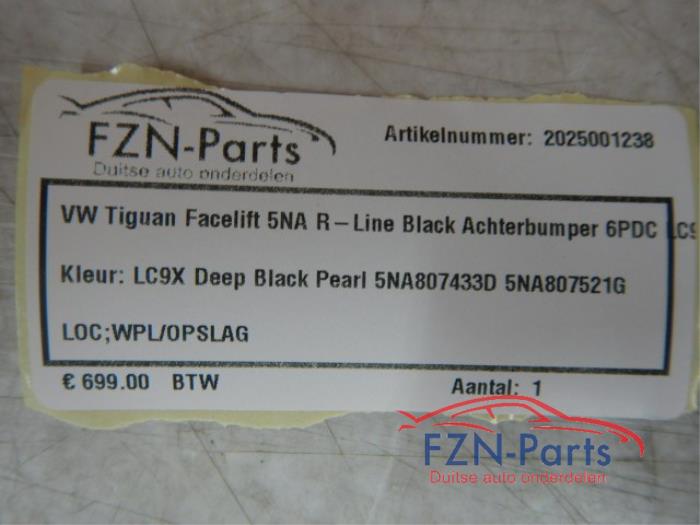 FZN-Parts
Duitse auto onderdelen
Artikelnummer: 2025001238
VW Tiguan Facelift 5NA R-Line Black Achterbumper 6PDC LC9
Kleur: LC9X Deep Black Pearl 5NA807433D 5NA807521G
LOC;WPL/OPSLAG
€ 699.00 BTW
Aantal: 1
FZN-Parts
Duitse auto onderdelen